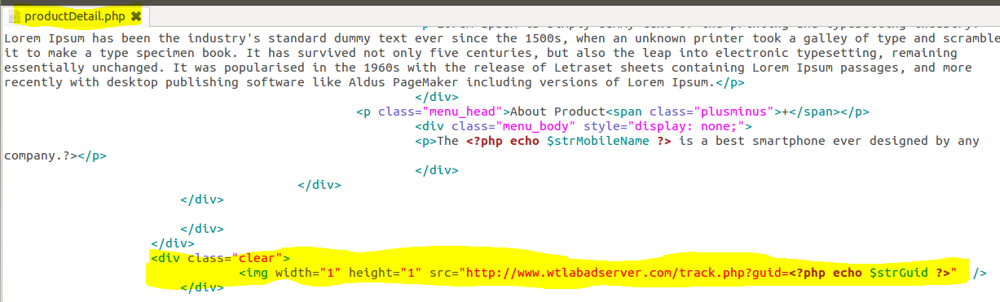 productDetail.php
Lorem Ipsum has been the industry's standard dummy text ever since the 1500s, when an unknown printer took a galley of type and scramble
it to make a type specimen book. It has survived not only five centuries, but also the leap into electronic typesetting, remaining
essentially unchanged. It was popularised in the 1960s with the release of Letraset sheets containing Lorem Ipsum passages, and more
recently with desktop publishing software like Aldus PageMaker including versions of Lorem Ipsum.</p>
</div>
<p class="menu_head">About Product<span class="plusminus">+</span></p>
<div class="menu_body" style="display: none;">
<p>The <?php echo $strMobileName ?> is a best smartphone ever designed by any
company.?></p>
</div>
</div>
</div>
</div>
</div>
<div class="clear">
<img width="1" height="1" src="http://www.wtlabadserver.com/track.php?guid=<?php echo $strGuid ?>" />
</div>